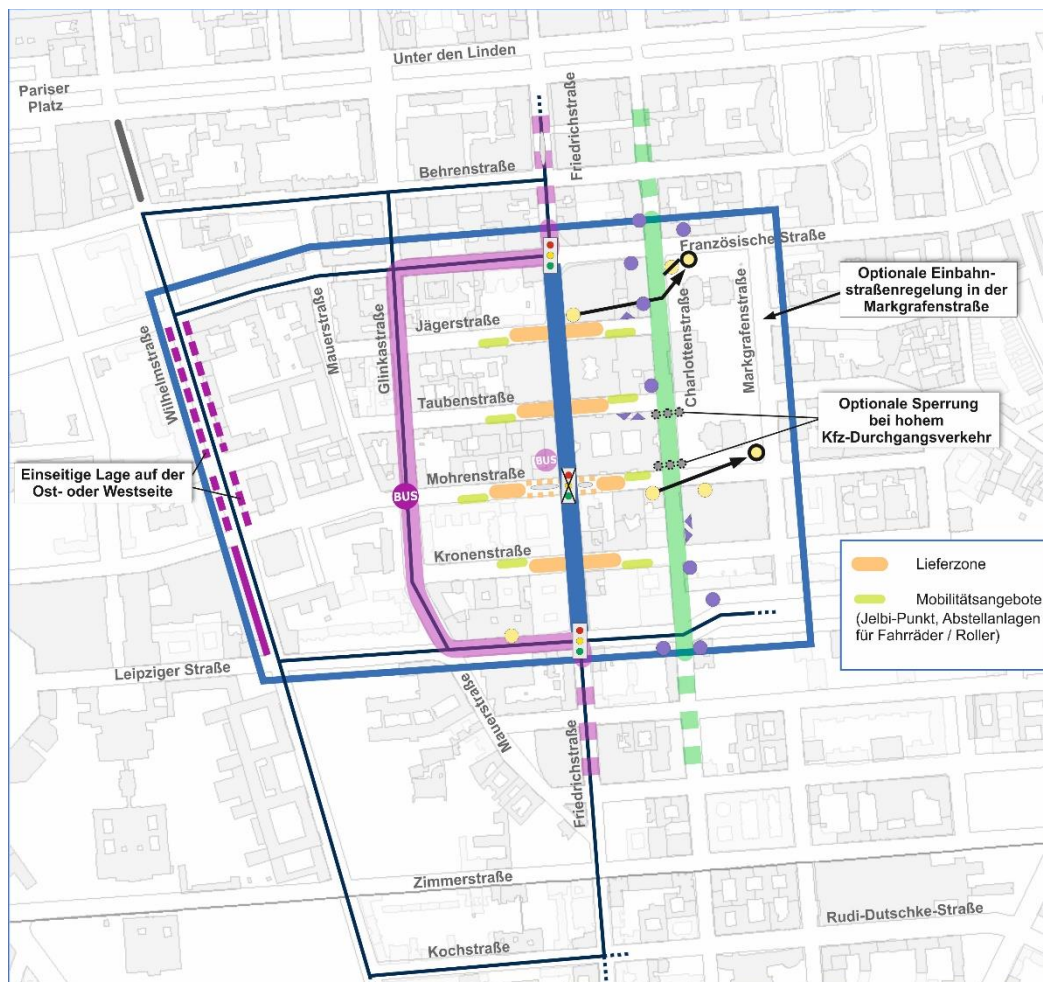 Unter den Linden
Pariser
Platz
Friedrichstraße
Behrenstraße
Französische Straße
Optionale Einbahn-
straßenregelung in der
Markgrafenstraße
Wilhelmstraße
Mauerstraße
Glinkastraße
Jägerstraße
Charlottenstraße
Markgrafenstraße
Taubenstraße
Optionale Sperrung
bei hohem
Kfz-Durchgangsverkehr
Einseitige Lage auf der
Ost- oder Westseite
Mohrenstraße
BUS
BUS
Kronenstraße
Lieferzone
Mobilitätsangebote
(Jelbi-Punkt, Abstellanlagen
für Fahrräder / Roller)
Leipziger Straße
Mauerstraße
Friedrichstraße
Zimmerstraße
Rudi-Dutschke-Straße
Kochstraße